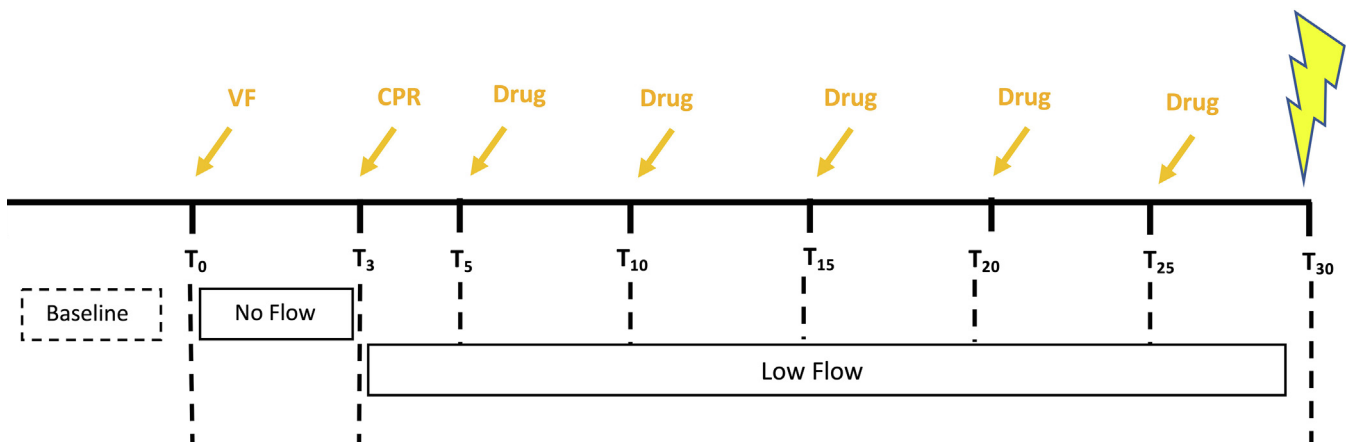 VF CPR Drug Drug Drug Drug Drug
T0 T3 T5 T10 T15 T20 T25 T30
Baseline No Flow
Low Flow